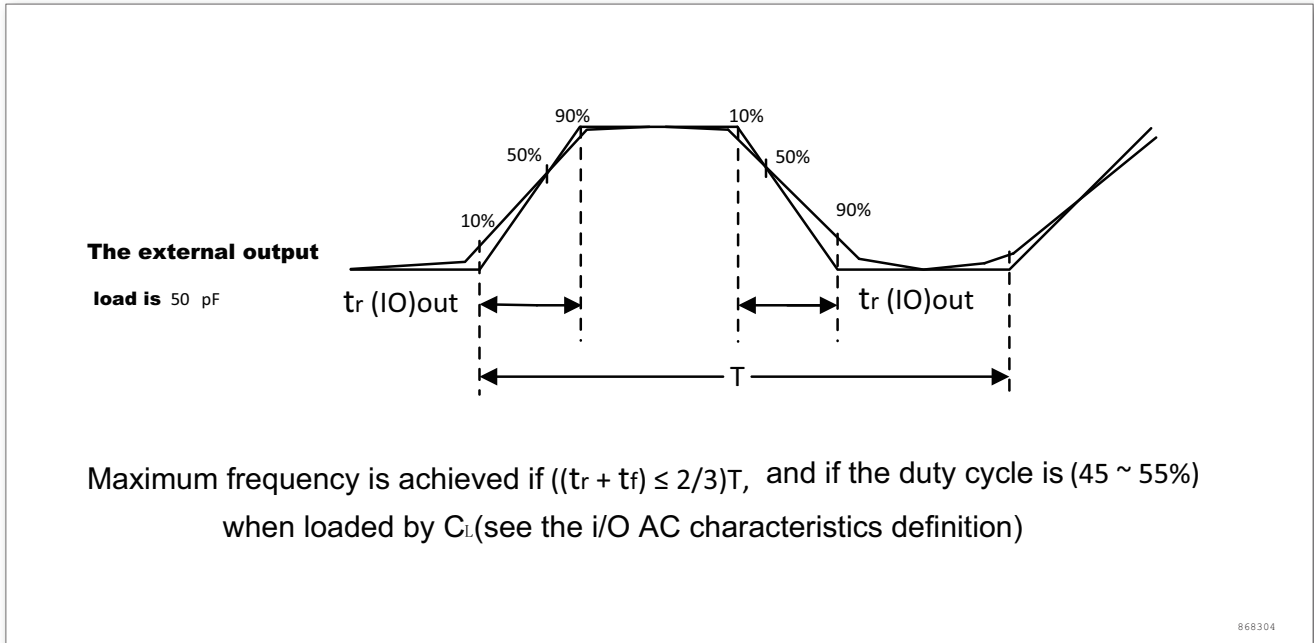 90%
10%
50%
50%
10%
90%
The external output
load is 50 pF
tr (IO)out
tr (IO)out
T
Maximum frequency is achieved if ((tr + tf) ≤ 2/3)T, and if the duty cycle is (45 ~ 55%)
when loaded by CL(see the i/O AC characteristics definition)
868304